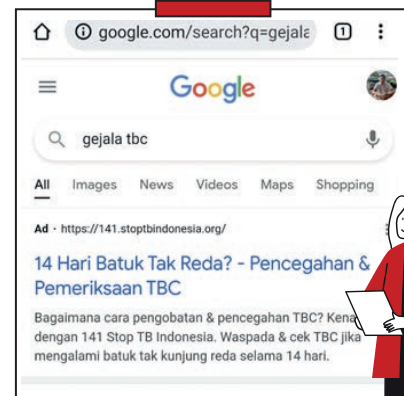 google.com/search?q=gejala
1
Google
gejala tbc
All Images News Videos Maps Shopping
Ad · https://141.stoptbindonesia.org/
14 Hari Batuk Tak Reda? - Pencegahan &
Pemeriksaan TBC
Bagaimana cara pengobatan & pencegahan TBC?
dengan 141 Stop TB Indonesia. Waspada & cek TBC jika
mengalami batuk tak kunjung reda selama 14 hari.